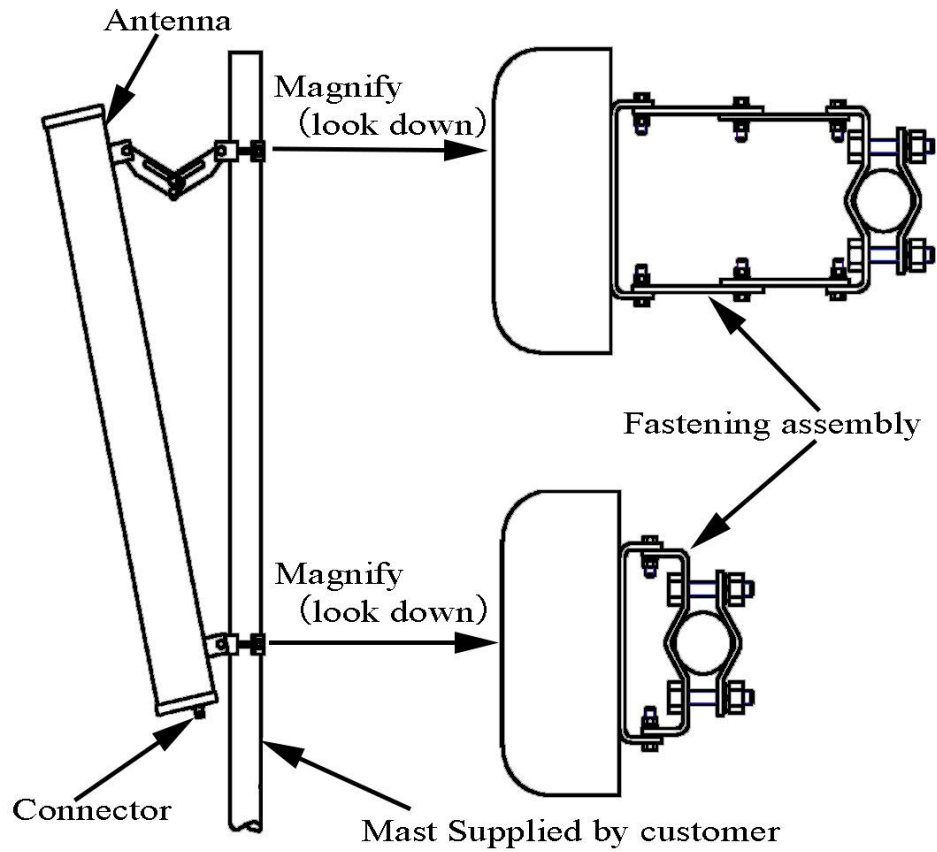 Antenna
Magnify
（look down）
Fastening assembly
Magnify
（look down）
Connector
Mast Supplied by customer